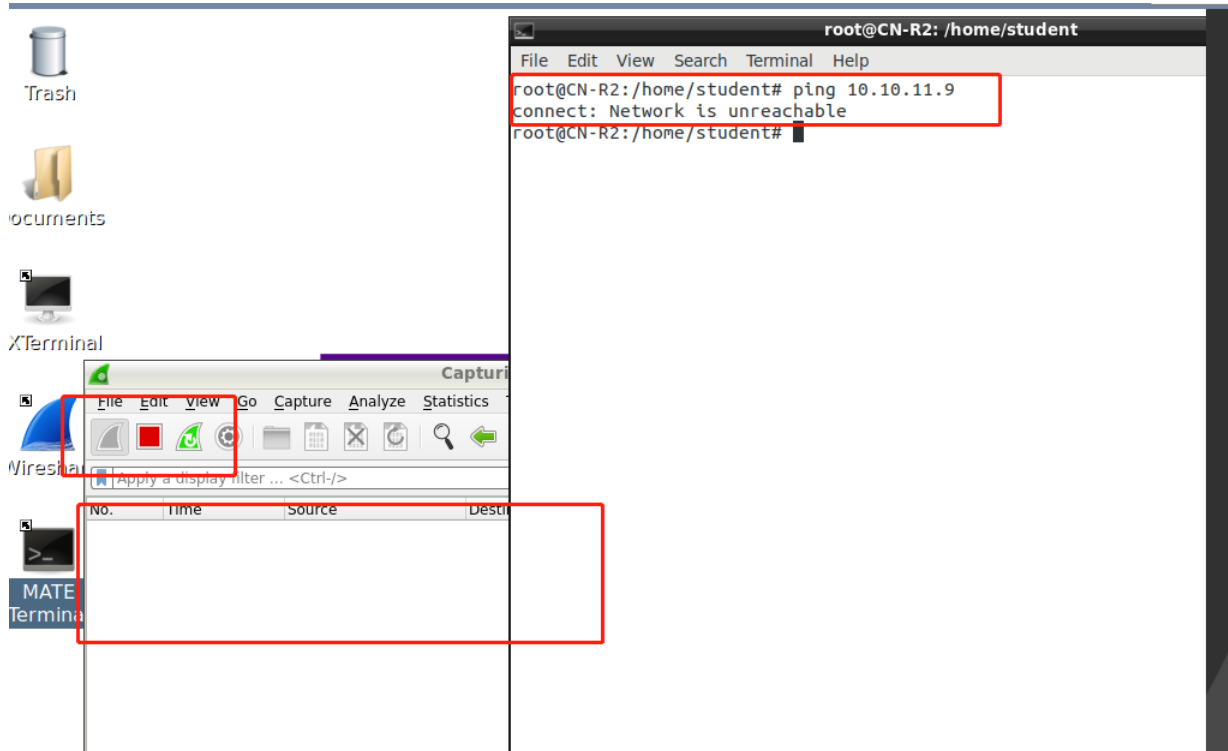 Trash
ocuments
XTerminal
Wiresha
MATE
Termina
root@CN-R2: /home/student
File Edit View Search Terminal Help
root@CN-R2:/home/student# ping 10.10.11.9
connect: Network is unreachable
root@CN-R2:/home/student#
Capturi
File Edit View Go Capture Analyze Statistics
Apply a display filter ... <Ctrl-/>
No. Time Source Destin